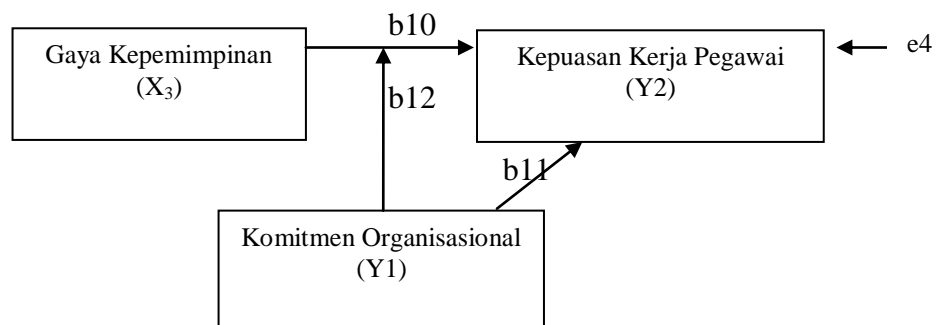 b10
Gaya Kepemimpinan
(X₃)
Kepuasan Kerja Pegawai
(Y2)
e4
b12
b11
Komitmen Organisasional
(Y1)